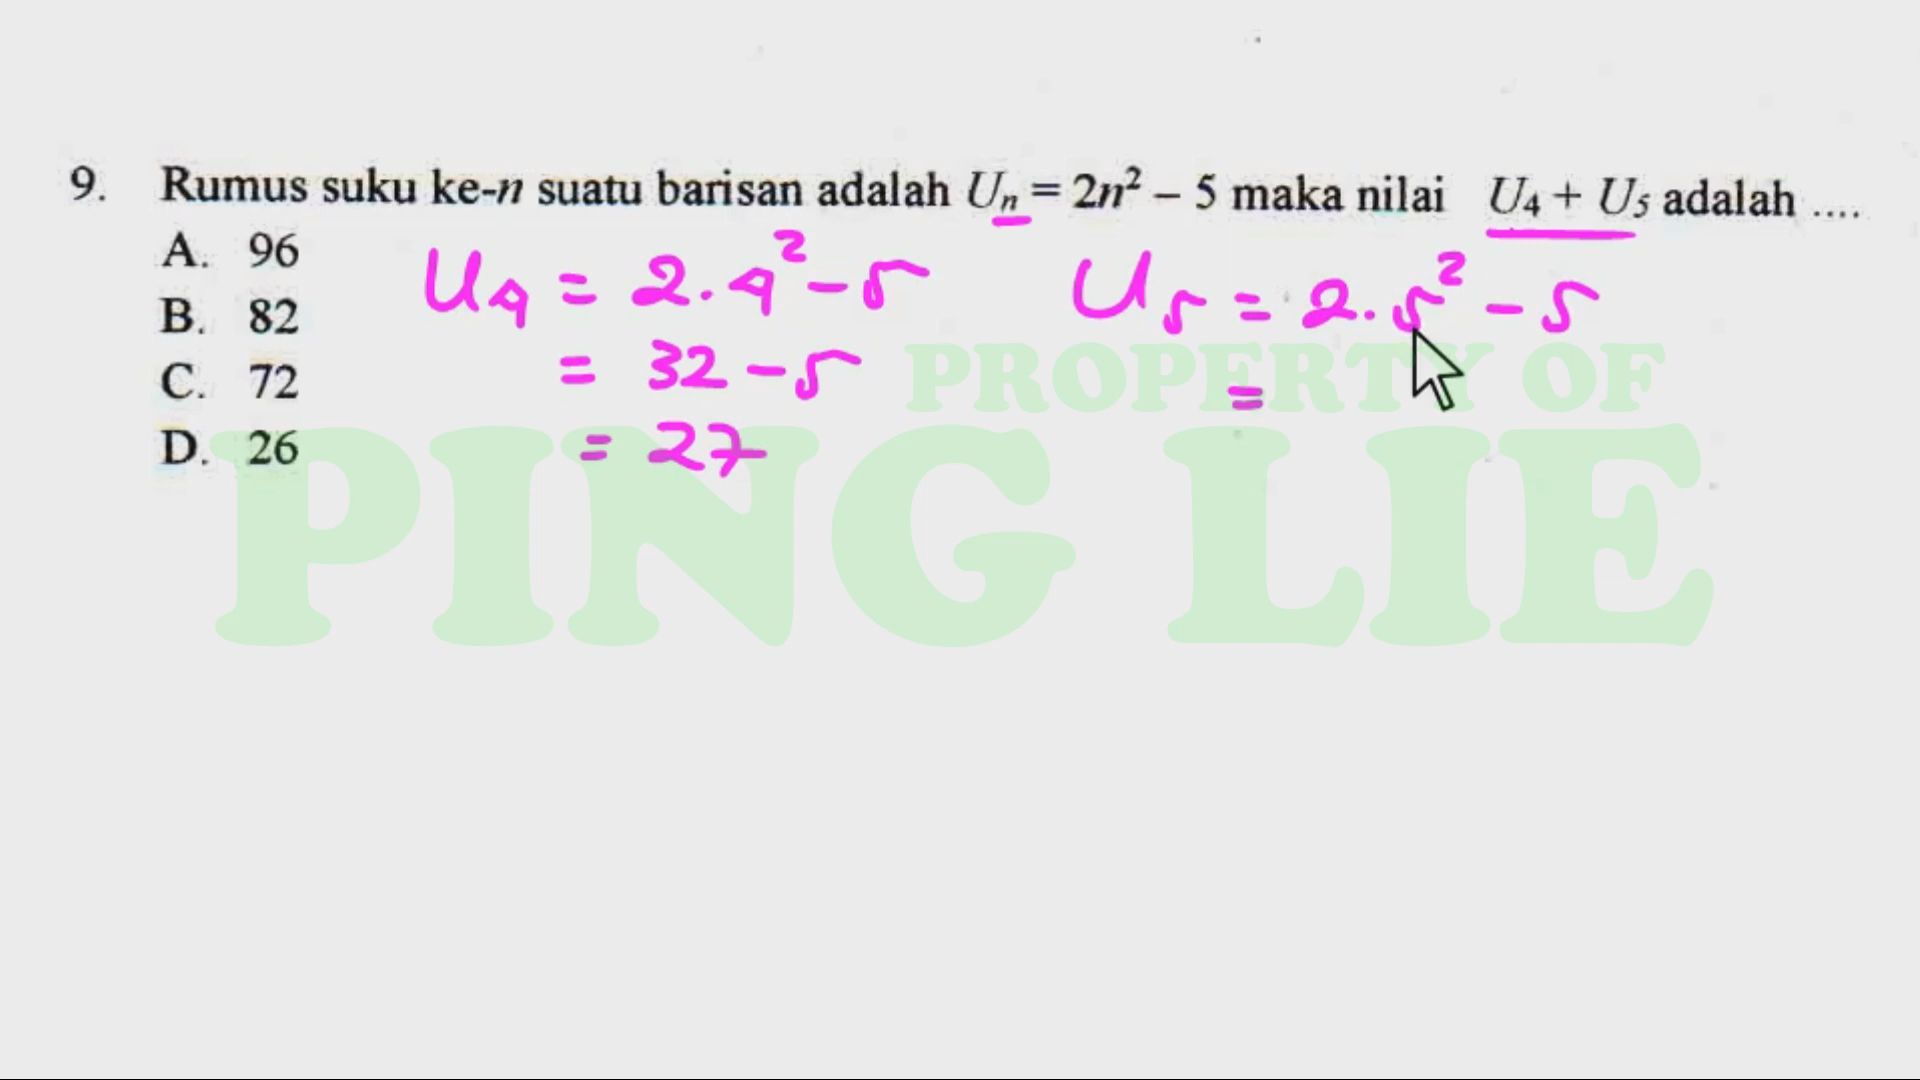 9. Rumus suku ke-n suatu barisan adalah Uₙ = 2n² – 5 maka nilai U₄ + U₅ adalah ....
A. 96
B. 82
C. 72
D. 26
U₄ = 2.4² – 5
= 32 – 5
= 27
U₅ = 2.5² – 5
=
PROPERTY OF
PING LIE